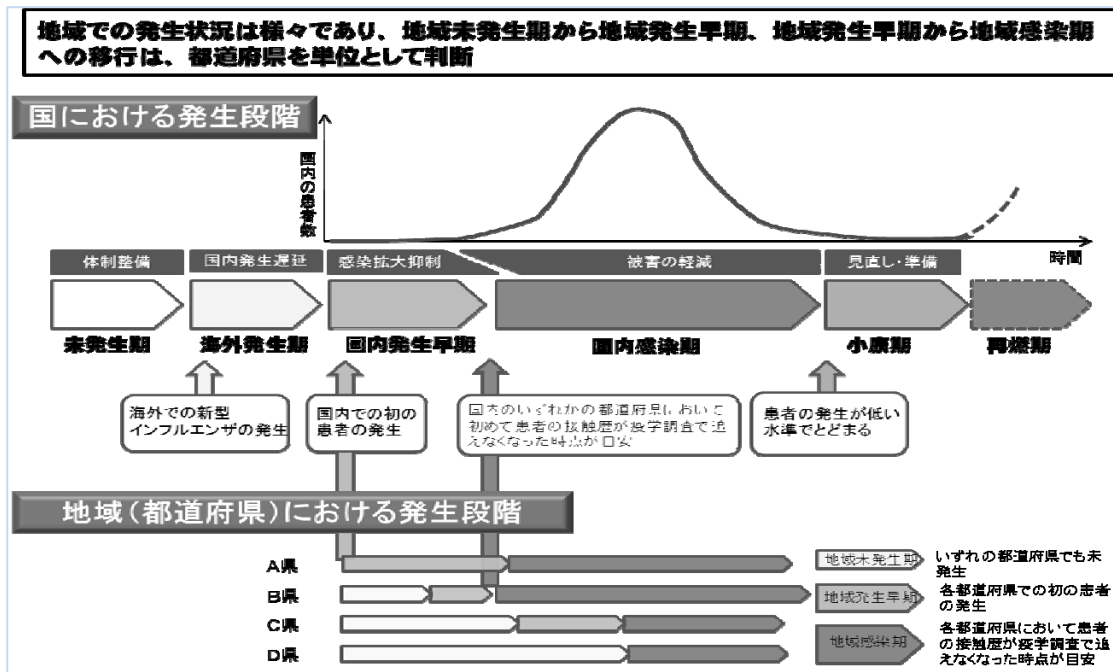 地域での発生状況は様々であり、地域未発生期から地域発生早期、地域発生早期から地域感染期
への移行は、都道府県を単位として判断
国における発生段階
国内の患者数
時間
体制整備
国内発生遅延
感染拡大抑制
被害の軽減
見直し・準備
未発生期
海外発生期
国内発生早期
国内感染期
小康期
再燃期
海外での新型
インフルエンザの発生
国内での初の
患者の発生
国内のいずれかの都道府県において
初めて患者の接触歴が疫学調査で追
えなくなった時点が目安
患者の発生が低い
水準でとどまる
地域（都道府県）における発生段階
A県
B県
C県
D県
地域未発生期
いずれの都道府県でも未
発生
地域発生早期
各都道府県での初の患者
の発生
地域感染期
各都道府県において患者
の接触歴が疫学調査で追
えなくなった時点が目安